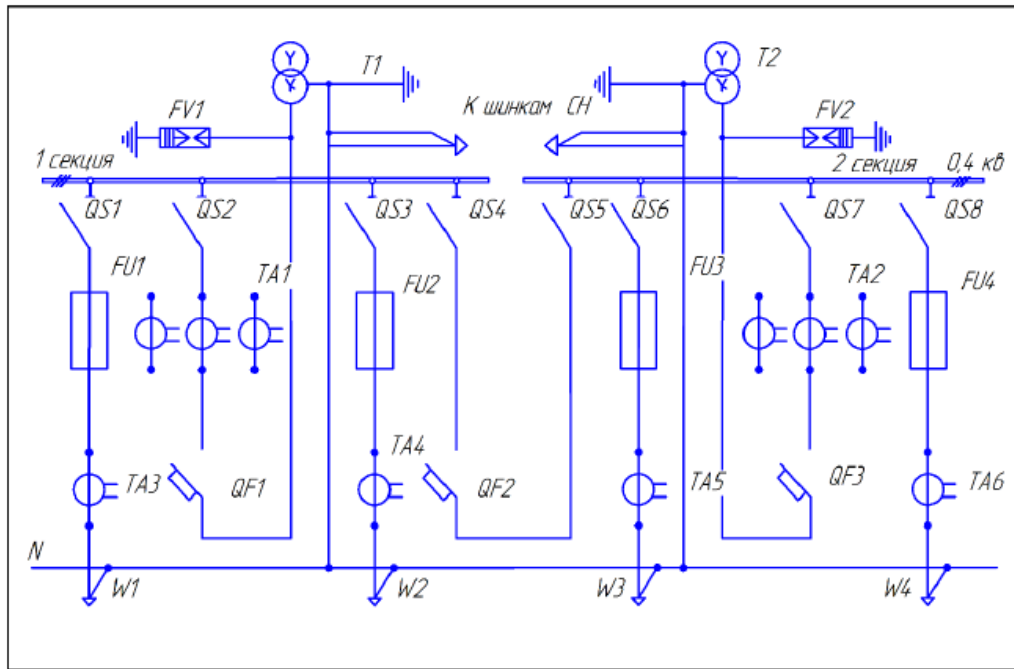 T1
T2
К шинкам СН
FV1
FV2
1 секция
2 секция
0,4 кв
QS1
QS2
QS3
QS4
QS5
QS6
QS7
QS8
FU1
TA1
FU2
FU3
TA2
FU4
TA3
QF1
TA4
QF2
TA5
QF3
TA6
N
W1
W2
W3
W4